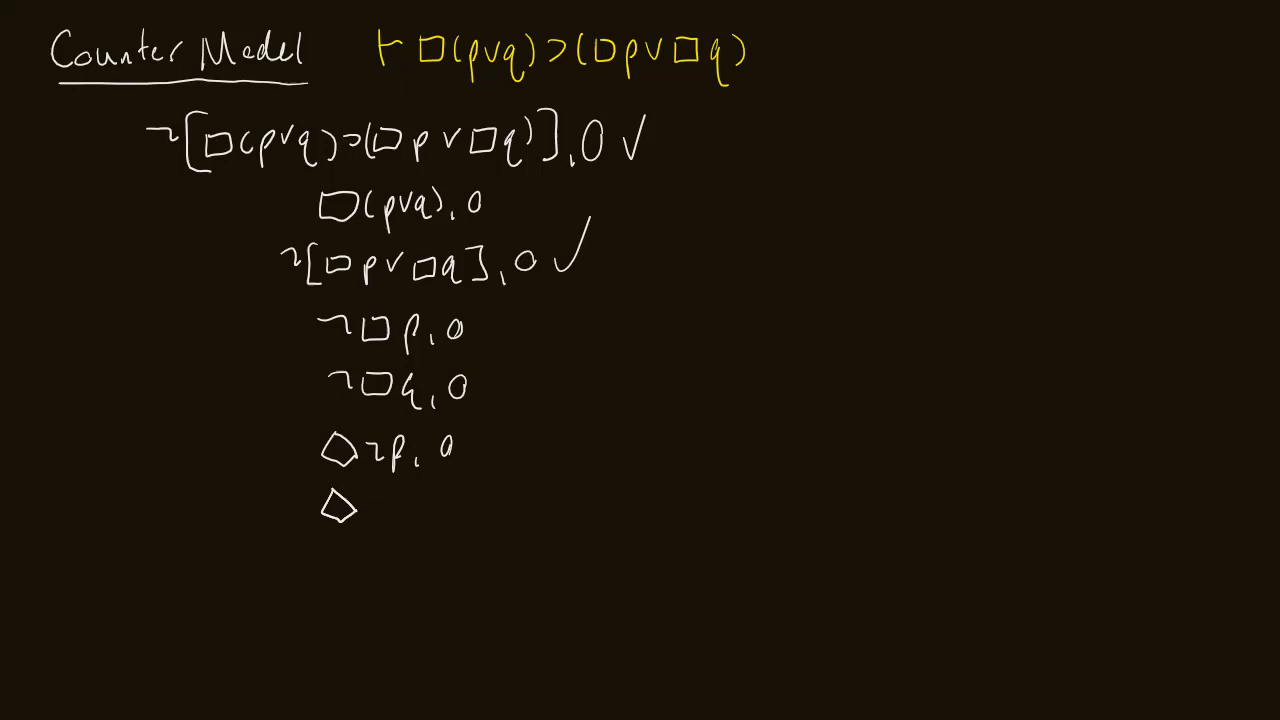 Counter Model ⊢ □(p∨q)⊃(□p∨□q)
¬[□(p∨q)⊃(□p∨□q)],0 ✓
□(p∨q),0
¬[□p∨□q],0 ✓
¬□p,0
¬□q,0
◇¬p,0
◇